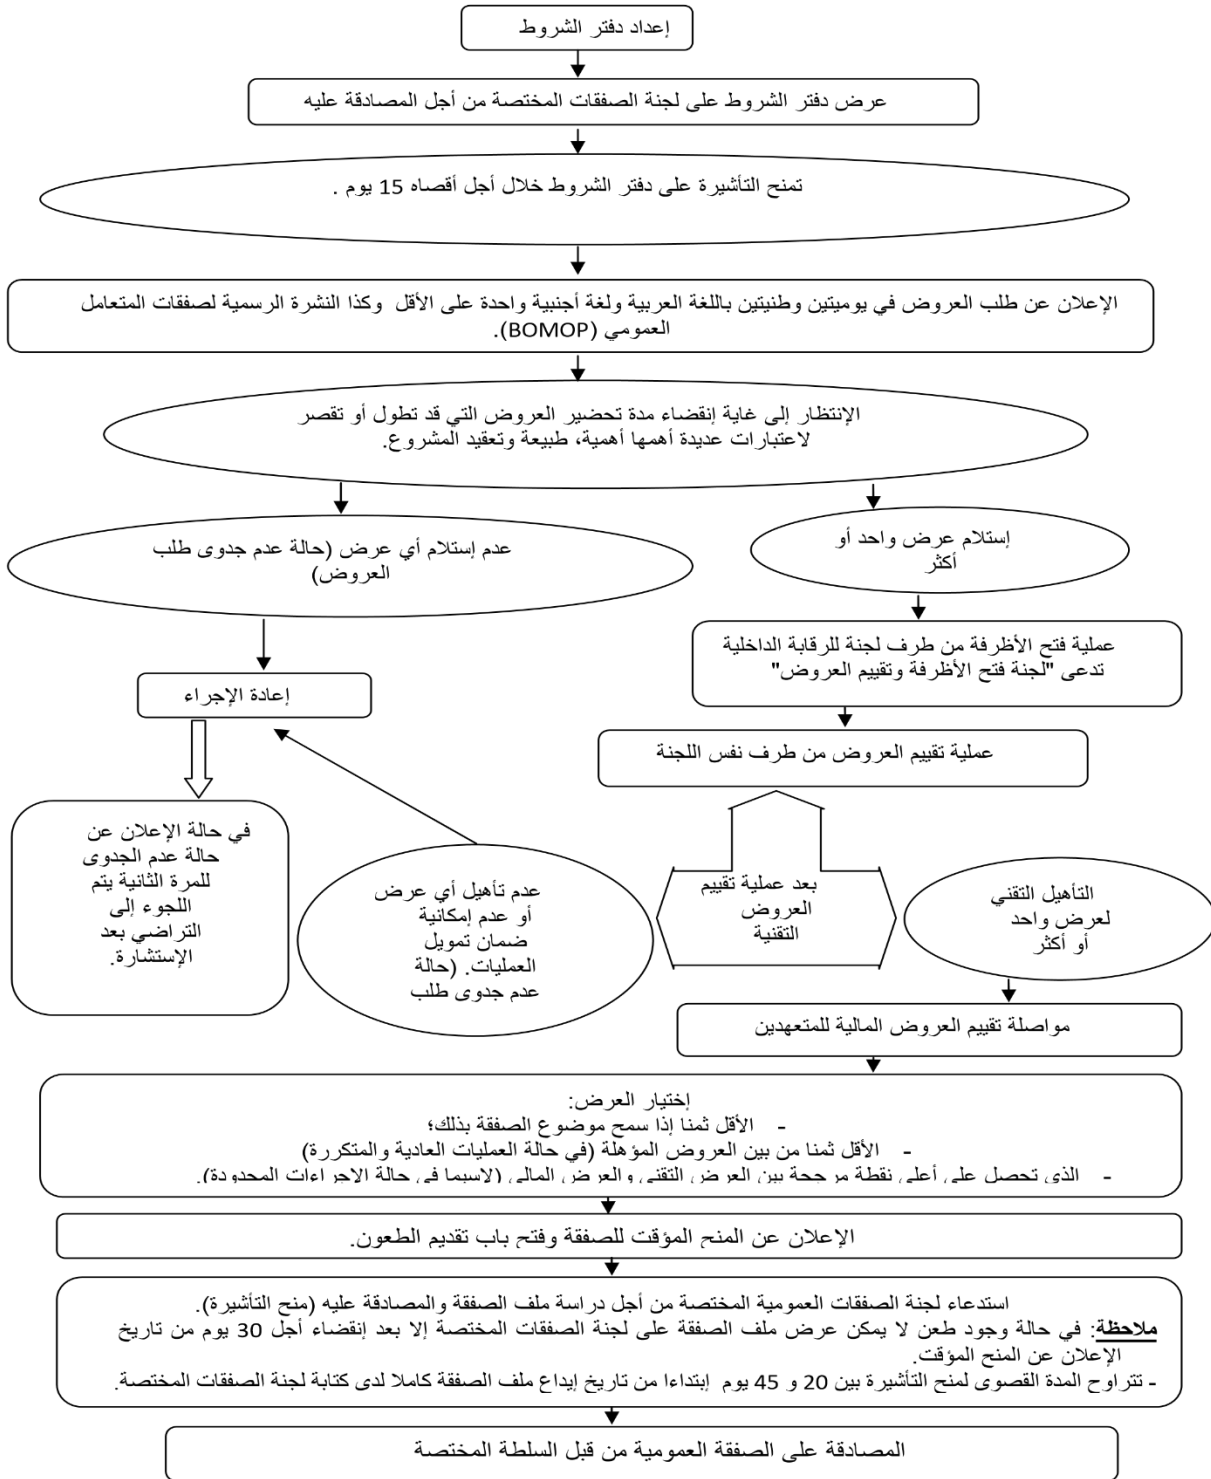 إعداد دفتر الشروط
عرض دفتر الشروط على لجنة الصفقات المختصة من أجل المصادقة عليه
تمنح التأشيرة على دفتر الشروط خلال أجل أقصاه 15 يوم .
الإعلان عن طلب العروض في يوميتين وطنيتين باللغة العربية ولغة أجنبية واحدة على الأقل وكذا النشرة الرسمية لصفقات المتعامل
العمومي (BOMOP).
الإنتظار إلى غاية إنقضاء مدة تحضير العروض التي قد تطول أو تقصر
لاعتبارات عديدة أهمها أهمية، طبيعة وتعقيد المشروع.
إستلام عرض واحد أو
أكثر
عدم إستلام أي عرض (حالة عدم جدوى طلب
العروض)
عملية فتح الأظرفة من طرف لجنة للرقابة الداخلية
تدعى "لجنة فتح الأظرفة وتقييم العروض"
إعادة الإجراء
عملية تقييم العروض من طرف نفس اللجنة
في حالة الإعلان عن
حالة عدم الجدوى
للمرة الثانية يتم
اللجوء إلى
التراضي بعد
الإستشارة.
عدم تأهيل أي عرض
أو عدم إمكانية
ضمان تمويل
العمليات. (حالة
عدم جدوى طلب
بعد عملية تقييم
العروض
التقنية
التأهيل التقني
لعرض واحد
أو أكثر
مواصلة تقييم العروض المالية للمتعهدين
إختيار العرض:
- الأقل ثمنا إذا سمح موضوع الصفقة بذلك؛
- الأقل ثمنا من بين العروض المؤهلة (في حالة العمليات العادية والمتكررة)
- الذي تحصل على أعلى نقطة مرجحة بين العرض التقني والعرض المالي (لاسيما في حالة الاجراءات المحدودة).
الإعلان عن المنح المؤقت للصفقة وفتح باب تقديم الطعون.
استدعاء لجنة الصفقات العمومية المختصة من أجل دراسة ملف الصفقة والمصادقة عليه (منح التأشيرة).
ملاحظة: في حالة وجود طعن لا يمكن عرض ملف الصفقة على لجنة الصفقات المختصة إلا بعد إنقضاء أجل 30 يوم من تاريخ
الإعلان عن المنح المؤقت.
- تتراوح المدة القصوى لمنح التأشيرة بين 20 و 45 يوم إبتداءا من تاريخ إيداع ملف الصفقة كاملا لدى كتابة لجنة الصفقات المختصة.
المصادقة على الصفقة العمومية من قبل السلطة المختصة